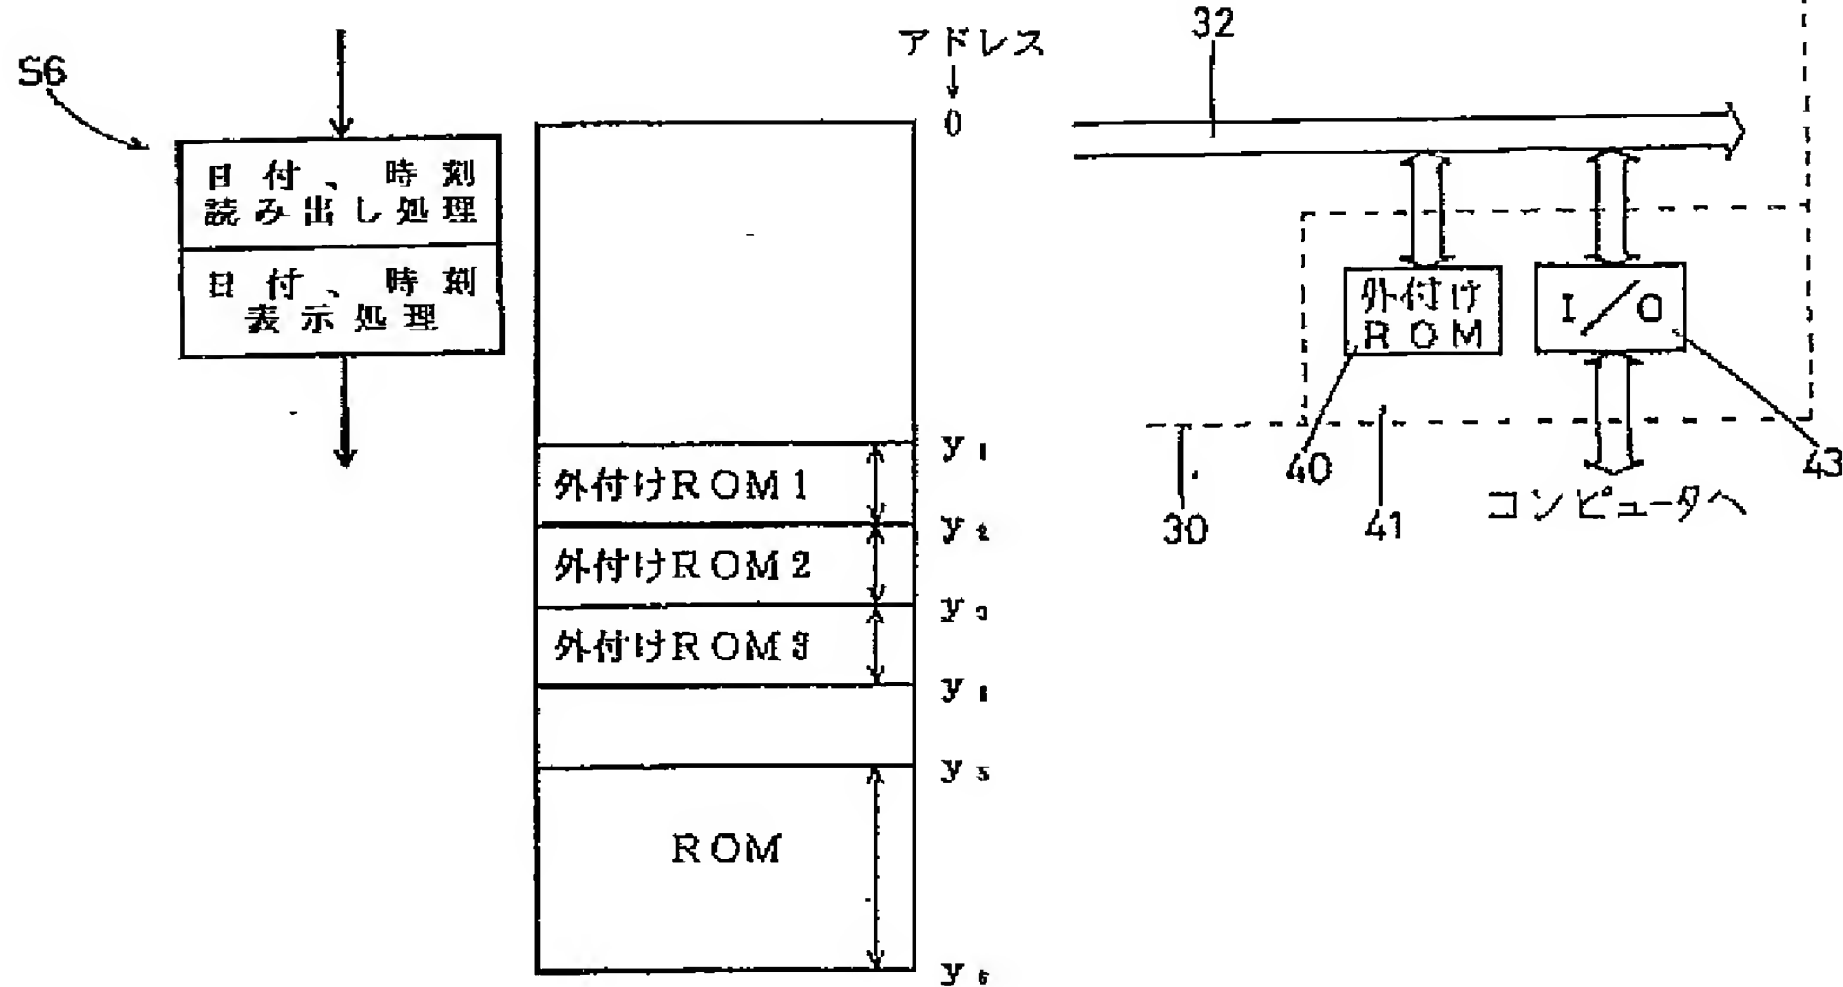 S6
日付、時刻
読み出し処理
日付、時刻
表示処理
アドレス
0
y1
外付けROM1
y2
外付けROM2
y3
外付けROM3
y
y5
ROM
y6
32
外付け
ROM
I/O
40
43
30
41
コンピュータへ